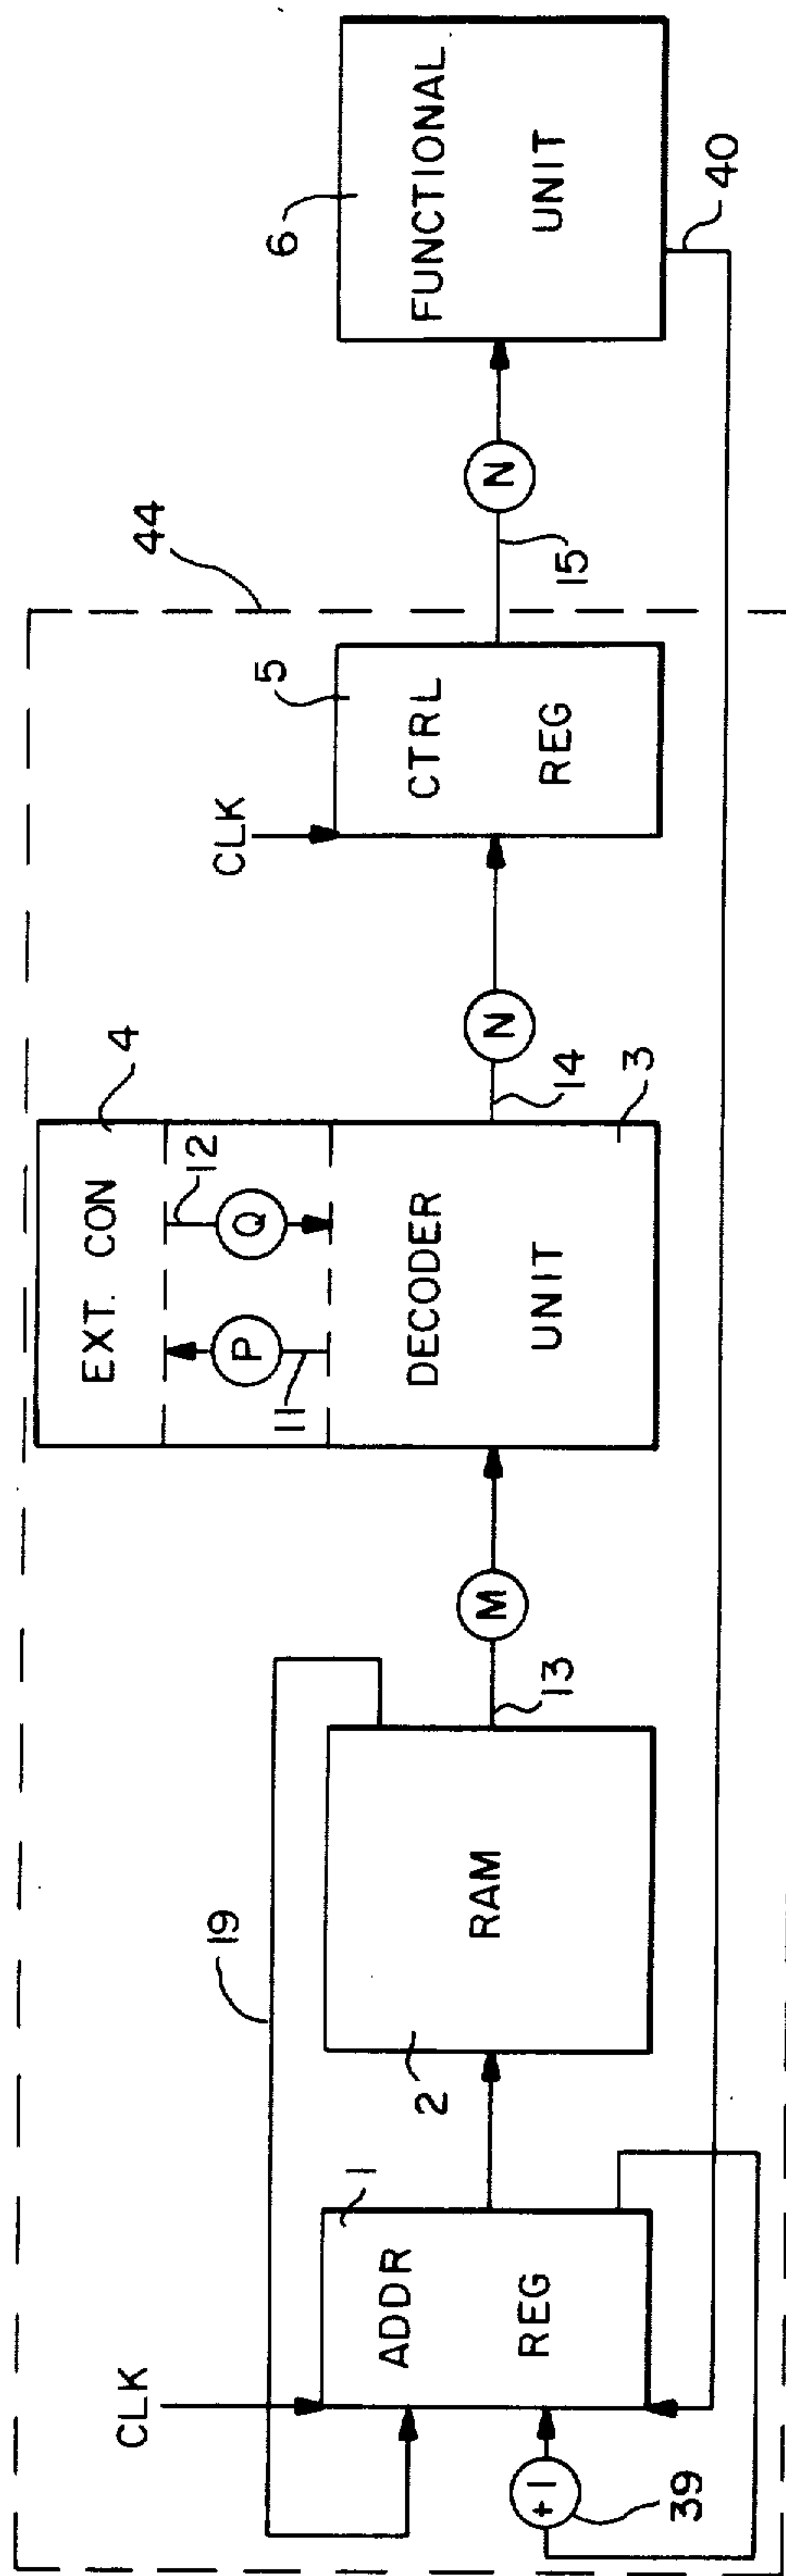 44
CLK
19
1
ADDR
REG
+1
39
2
RAM
13
M
4
EXT. CON
11
P
Q
12
DECODER
UNIT
3
14
N
CLK
5
CTRL
REG
15
N
6
FUNCTIONAL
UNIT
40